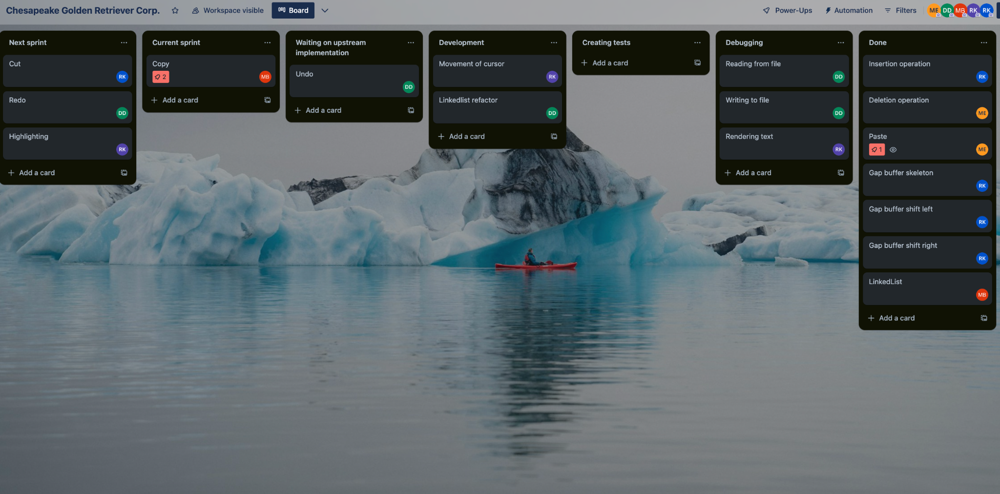 Chesapeake Golden Retriever Corp.
Workspace visible
Board
Power-Ups
Automation
Filters
ME
DD
MB
RK
RK
Next sprint
Cut
RK
Redo
DD
Highlighting
RK
Add a card
Current sprint
Copy
2
MB
Add a card
Waiting on upstream
implementation
Undo
DD
Add a card
Development
Movement of cursor
RK
Linkedlist refactor
DD
Add a card
Creating tests
Add a card
Debugging
Reading from file
DD
Writing to file
DD
Rendering text
RK
Add a card
Done
Insertion operation
RK
Deletion operation
ME
Paste
1
ME
Gap buffer skeleton
RK
Gap buffer shift left
RK
Gap buffer shift right
RK
LinkedList
MB
Add a card